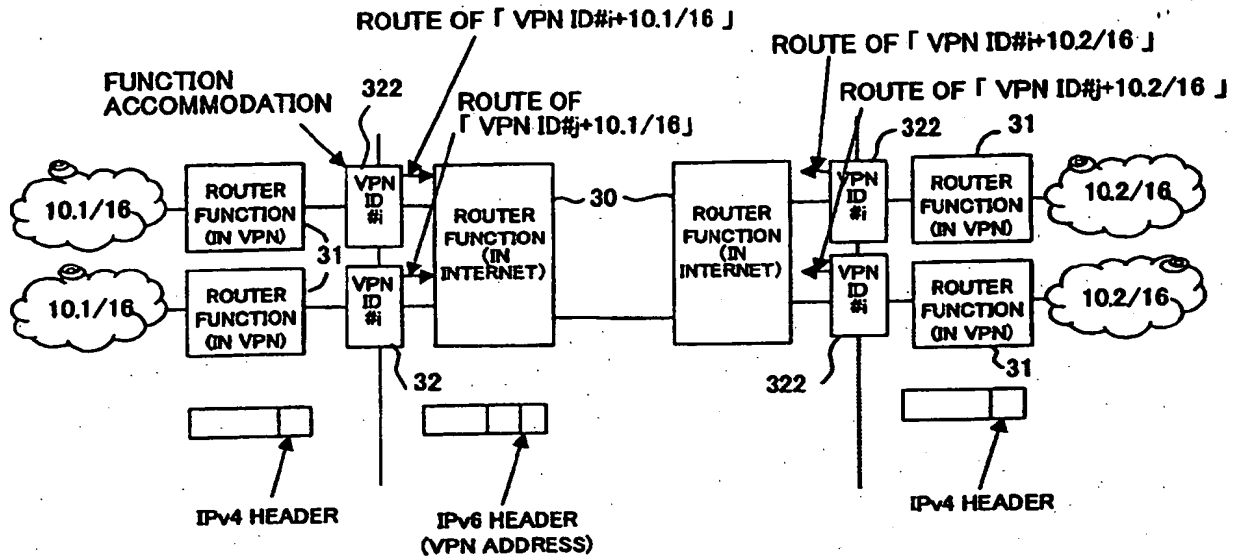 ROUTE OF「 VPN ID#i+10.1/16 」
ROUTE OF「 VPN ID#i+10.2/16 」
FUNCTION
ACCOMMODATION
322
ROUTE OF
「 VPN ID#j+10.1/16」
ROUTE OF「 VPN ID#j+10.2/16 」
322
31
10.1/16
ROUTER
FUNCTION
(IN VPN)
VPN
ID
#i
ROUTER
FUNCTION
(IN
INTERNET)
30
ROUTER
FUNCTION
(IN
INTERNET)
VPN
ID
#i
ROUTER
FUNCTION
(IN VPN)
10.2/16
31
10.1/16
ROUTER
FUNCTION
(IN VPN)
VPN
ID
#i
VPN
ID
#i
ROUTER
FUNCTION
(IN VPN)
10.2/16
32
322
31
IPv4 HEADER
IPv6 HEADER
(VPN ADDRESS)
IPv4 HEADER